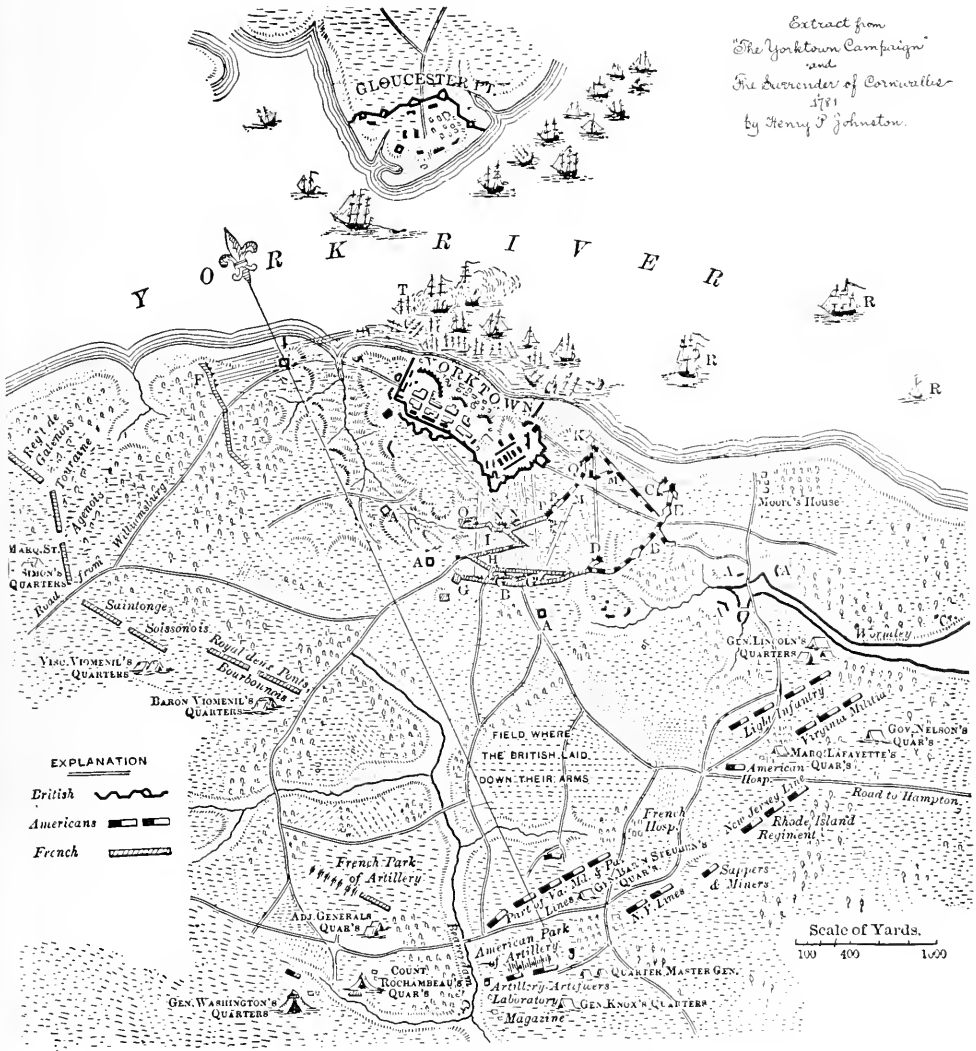 Extract from
"The Yorktown Campaign"
and
The Surrender of Cornwallis
1781
by Henry P Johnston.
GLOUCESTER PT.
YORK RIVER
T
R
R
R
YORKTOWN
F
K
Q
M
M
P
C
E
Moore's House
Reg't de
Gatenois
Touraine
Agenois
Road from Williamsburg
MARQ. ST.
SIMON'S
QUARTERS
A
O
N
N
I
A
H
D
B
G
B
G
A
A
A
Wormley Cr.
Saintonge
Soissonois
Royal deux Ponts
Bourbonnois
VISC. VIOMENIL'S
QUARTERS
BARON VIOMENIL'S
QUARTERS
GEN. LINCOLN'S
QUARTERS
Light Infantry
Virginia Militia
GOV. NELSON'S
QUAR'S
MARQ. LAFAYETTE'S
QUAR'S
American
Hosp.
Road to Hampton.
FIELD WHERE
THE BRITISH LAID
DOWN THEIR ARMS
EXPLANATION
British
Americans
French
New Jersey Line
Rhode Island
Regiment
French
Hosp.
French Park
of Artillery
Part of Va. Md. & Pa.
Lines
BARON STEUBEN'S
QUAR'S
Sappers
& Miners
N.Y. Lines
Scale of Yards.
100 400 1000
ADJ. GENERALS
QUAR'S
American Park
of Artillery
COUNT
ROCHAMBEAU'S
QUAR'S
QUARTER MASTER GEN.
Artillery Artificers
Laboratory
GEN. KNOX'S QUARTERS
Magazine
GEN. WASHINGTON'S
QUARTERS